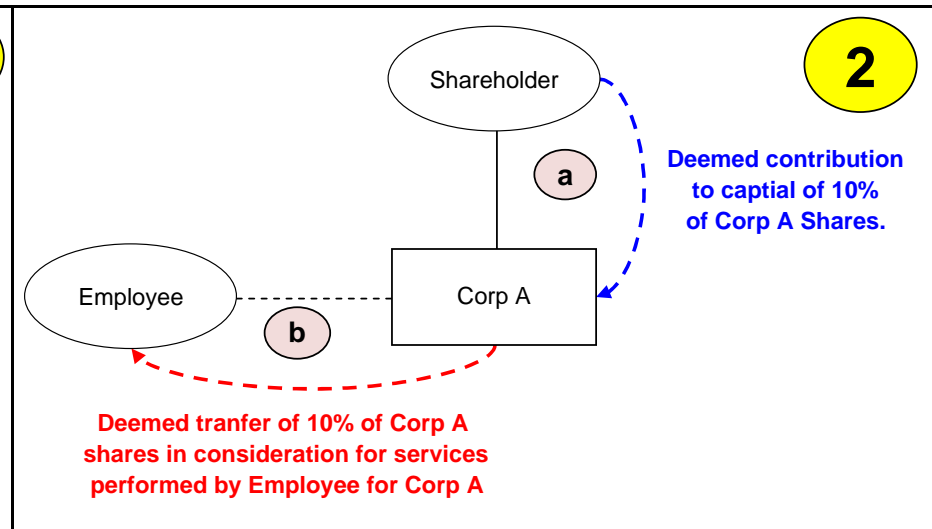 Shareholder
2
a
Deemed contribution
to captial of 10%
of Corp A Shares.
Employee
Corp A
b
Deemed tranfer of 10% of Corp A
shares in consideration for services
performed by Employee for Corp A